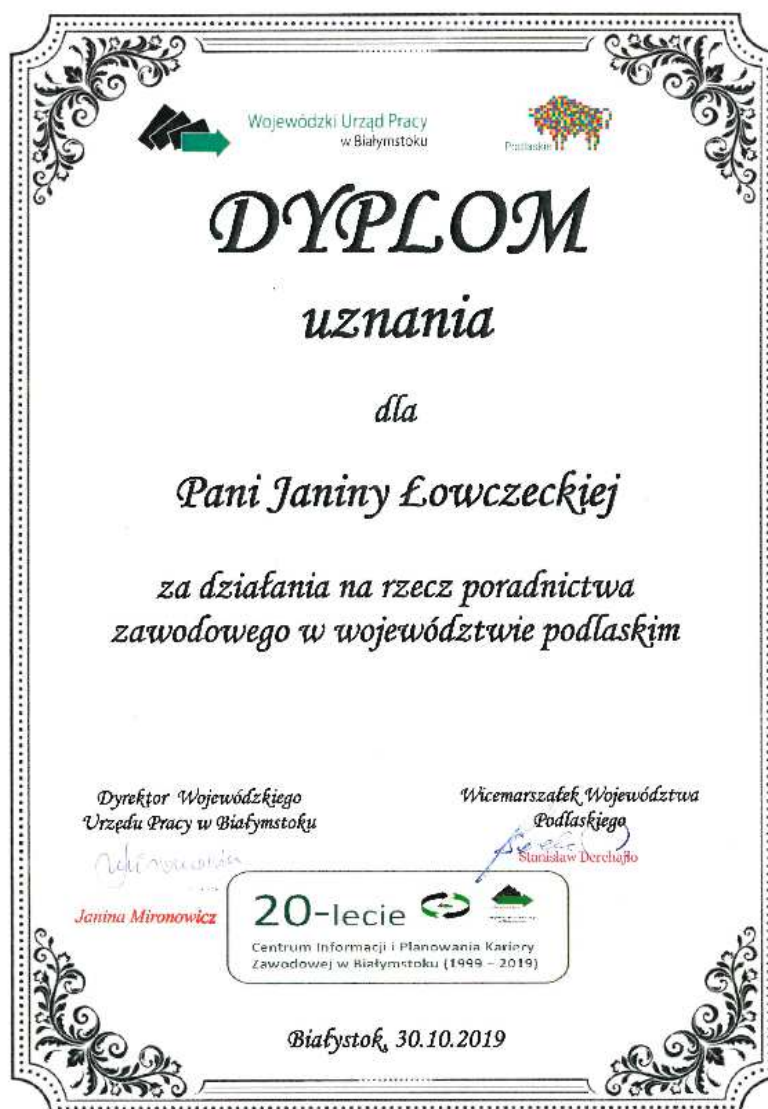 Wojewódzki Urząd Pracy
w Białymstoku
Podlaskie
DYPLOM
uznania
dla
Pani Janiny Łowczeckiej
za działania na rzecz poradnictwa
zawodowego w województwie podlaskim
Dyrektor Wojewódzkiego
Urzędu Pracy w Białymstoku
Janina Mironowicz
Wicemarszałek Województwa
Podlaskiego
Stanisław Derehajło
20-lecie
Centrum Informacji i Planowania Kariery
Zawodowej w Białymstoku (1999 – 2019)
Białystok, 30.10.2019